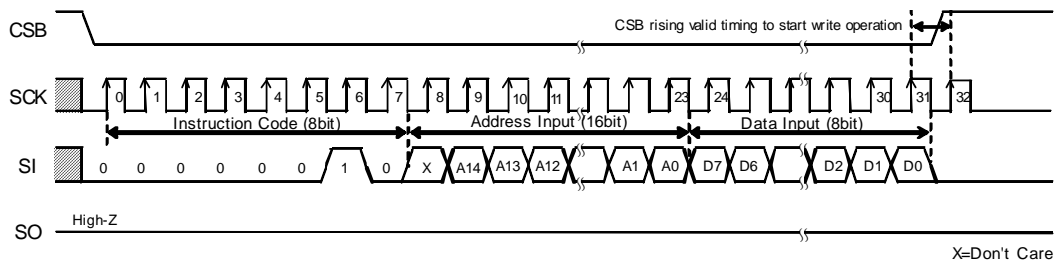 CSB
CSB rising valid timing to start write operation
SCK 0 1 2 3 4 5 6 7 8 9 10 11 23 24 30 31 32
Instruction Code (8bit) Address Input (16bit) Data Input (8bit)
SI 0 0 0 0 0 0 1 0 X A14 A13 A12 A1 A0 D7 D6 D2 D1 D0
High-Z
SO
X=Don't Care